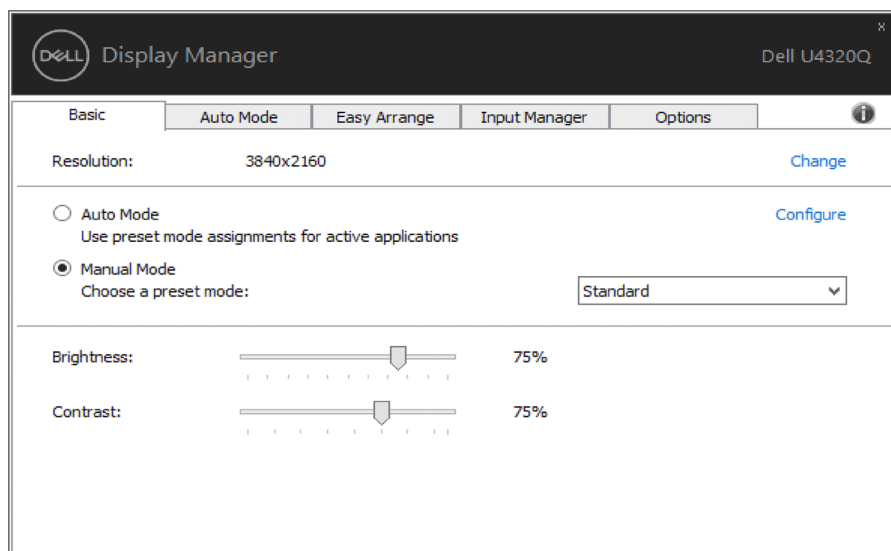 x
DELL Display Manager
Dell U4320Q
Basic Auto Mode Easy Arrange Input Manager Options i
Resolution: 3840x2160 Change
Auto Mode Configure
Use preset mode assignments for active applications
Manual Mode
Choose a preset mode: Standard
Brightness: 75%
Contrast: 75%